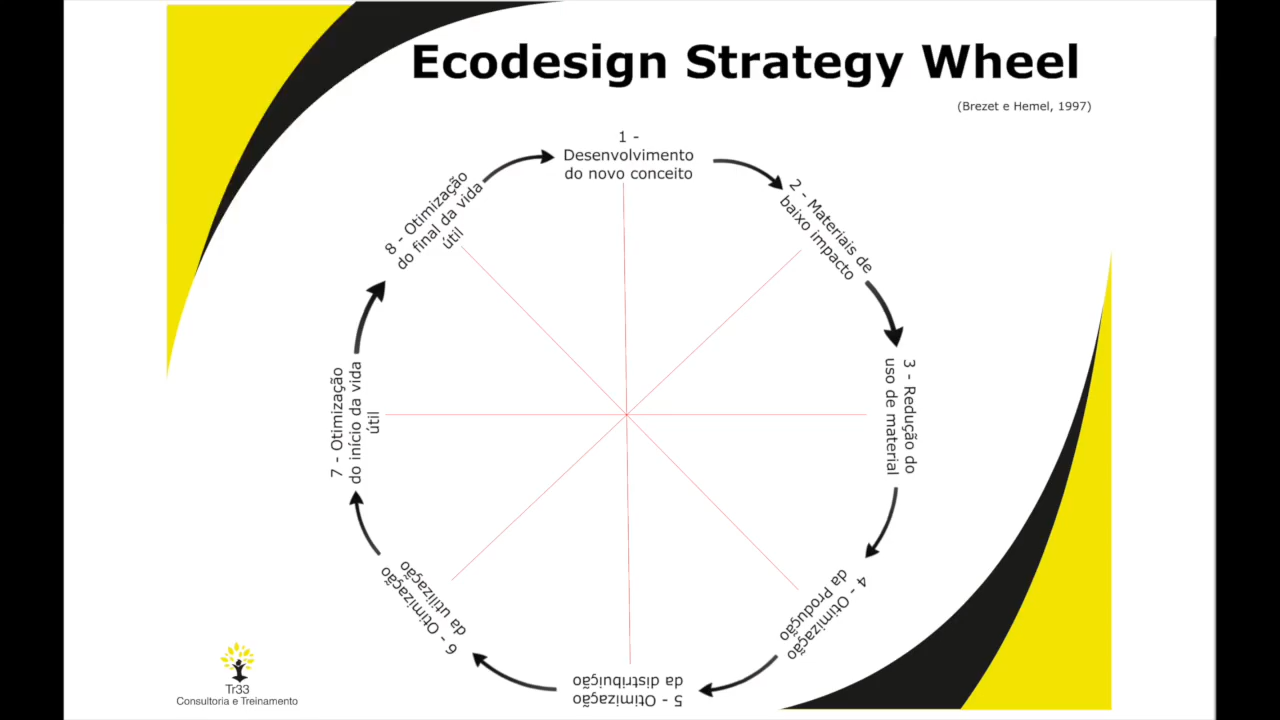 Ecodesign Strategy Wheel
(Brezet e Hemel, 1997)
1 -
Desenvolvimento
do novo conceito
2 - Materiais de
baixo impacto
3 - Redução do
uso de material
4 - Otimização
da Produção
5 - Otimização
da distribuição
6 - Otimização
da utilização
7 - Otimização
do início da vida
útil
8 - Otimização
do final da vida
útil
Tr33
Consultoria e Treinamento